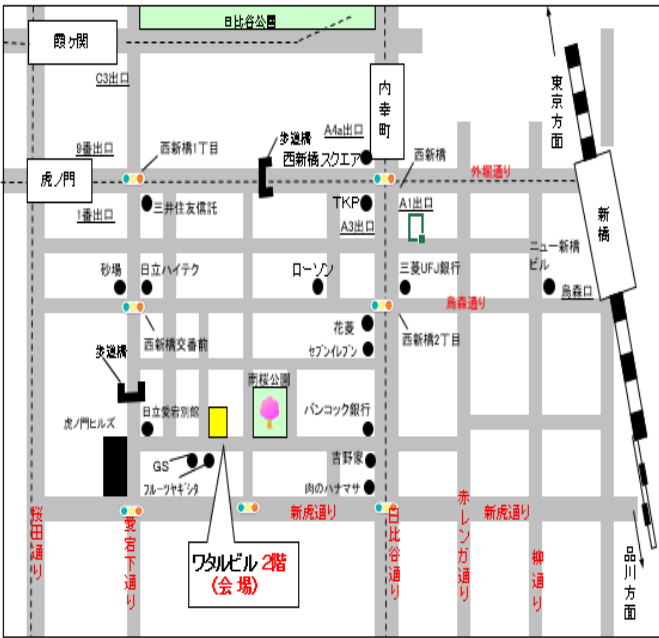 日比谷公園
霞ヶ関
C3出口
内幸町
東京方面
9番出口
西新橋1丁目
歩道橋
A4a出口
西新橋スクエア
西新橋
虎ノ門
外堀通り
新橋
1番出口
三井住友信託
TKP
A3出口
A1出口
砂場
日立ハイテク
ローソン
三菱UFJ銀行
ニュー新橋
ビル
烏森口
烏森通り
西新橋交番前
花菱
西新橋2丁目
セブンイレブン
歩道橋
南桜公園
虎ノ門ヒルズ
日立愛宕別館
バンコック銀行
GS
フルーツヤギシタ
吉野家
肉のハナマサ
桜田通り
愛宕下通り
新虎通り
日比谷通り
赤レンガ通り
新虎通り
柳通り
品川方面
ワタルビル 2階
(会場)